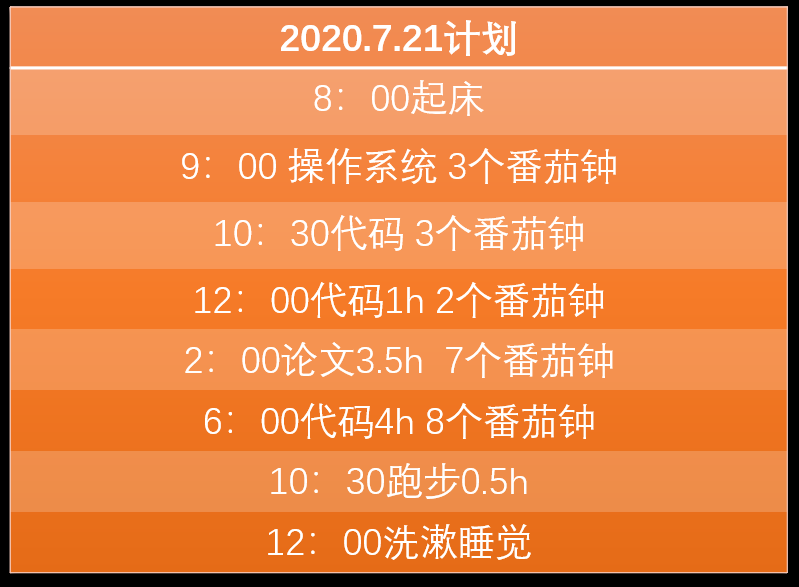 2020.7.21计划
8：00起床
9：00 操作系统 3个番茄钟
10：30代码 3个番茄钟
12：00代码1h 2个番茄钟
2：00论文3.5h  7个番茄钟
6：00代码4h 8个番茄钟
10：30跑步0.5h
12：00洗漱睡觉